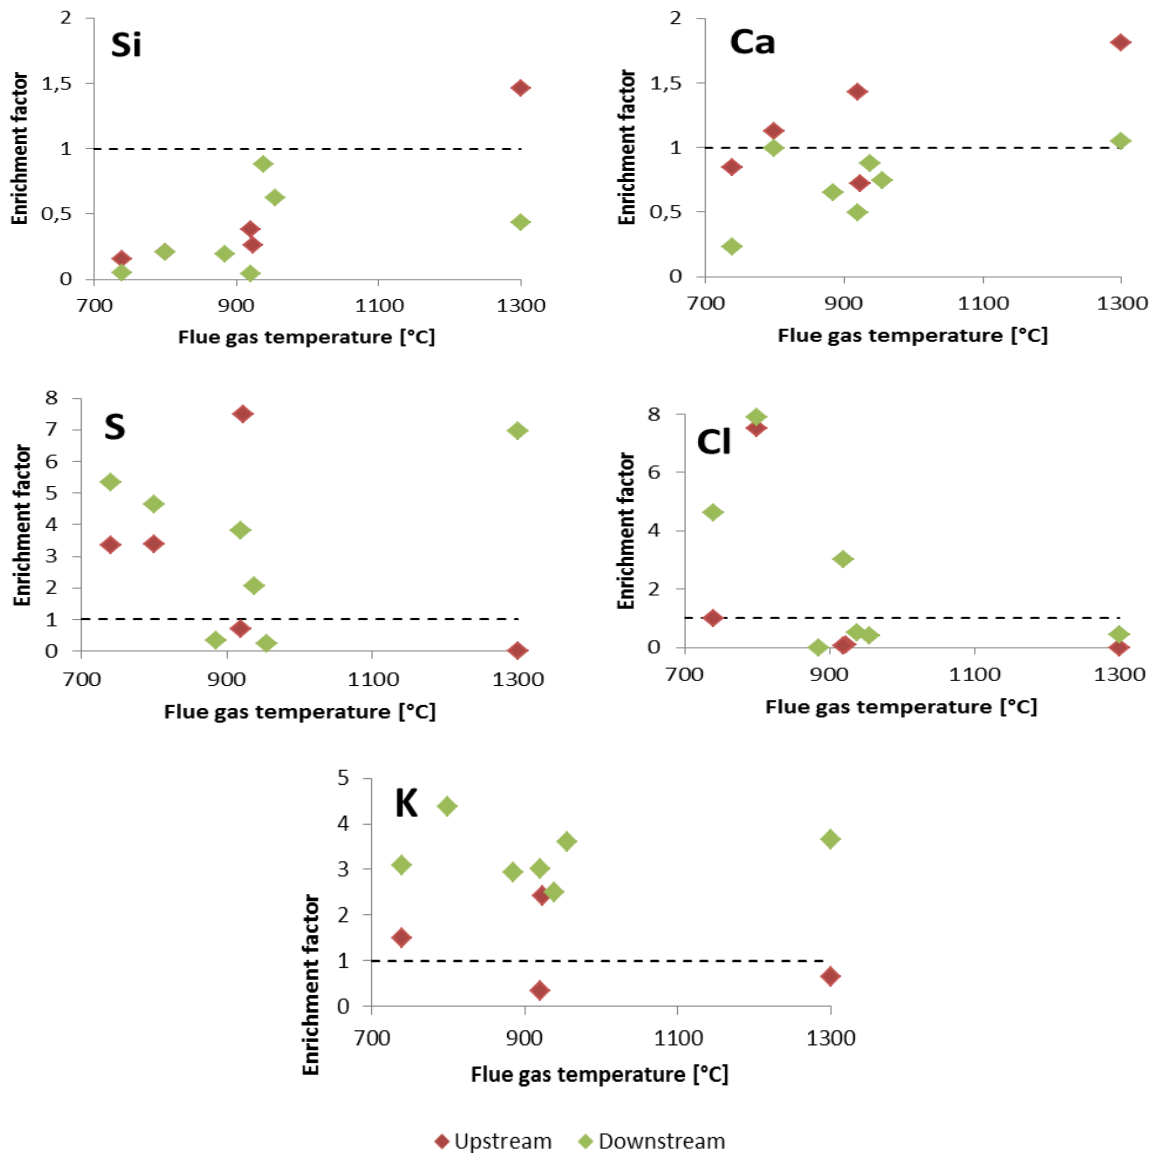 Si
Enrichment factor
2
1,5
1
0,5
0
700 900 1100 1300
Flue gas temperature [°C]
Ca
Enrichment factor
2
1,5
1
0,5
0
700 900 1100 1300
Flue gas temperature [°C]
S
Enrichment factor
8
7
6
5
4
3
2
1
0
700 900 1100 1300
Flue gas temperature [°C]
Cl
Enrichment factor
8
6
4
2
0
700 900 1100 1300
Flue gas temperature [°C]
K
Enrichment factor
5
4
3
2
1
0
700 900 1100 1300
Flue gas temperature [°C]
Upstream Downstream